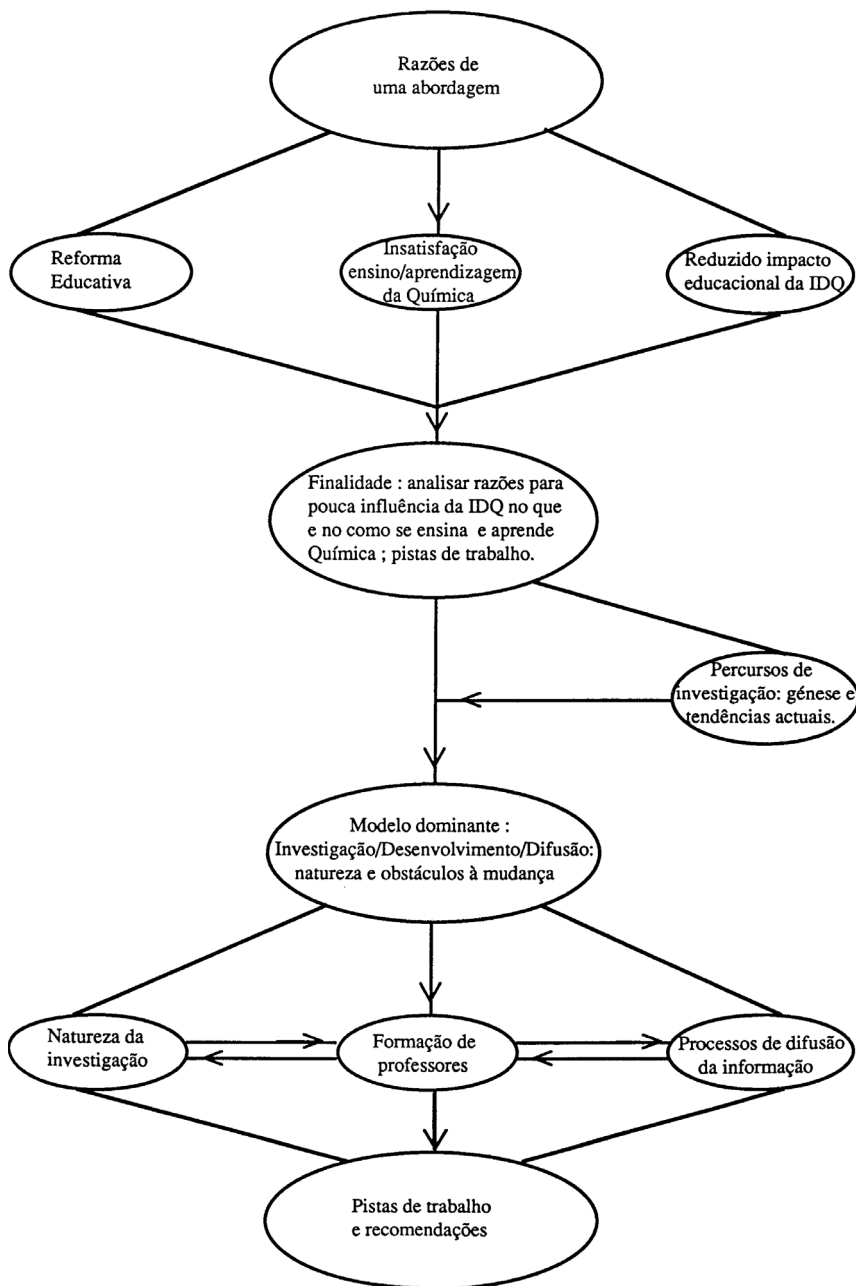 Razões de
uma abordagem
Reforma
Educativa
Insatisfação
ensino/aprendizagem
da Química
Reduzido impacto
educacional da IDQ
Finalidade : analisar razões para
pouca influência da IDQ no que
e no como se ensina e aprende
Química ; pistas de trabalho.
Percursos de
investigação: génese e
tendências actuais.
Modelo dominante :
Investigação/Desenvolvimento/Difusão:
natureza e obstáculos à mudança
Natureza da
investigação
Formação de
professores
Processos de difusão
da informação
Pistas de trabalho
e recomendações